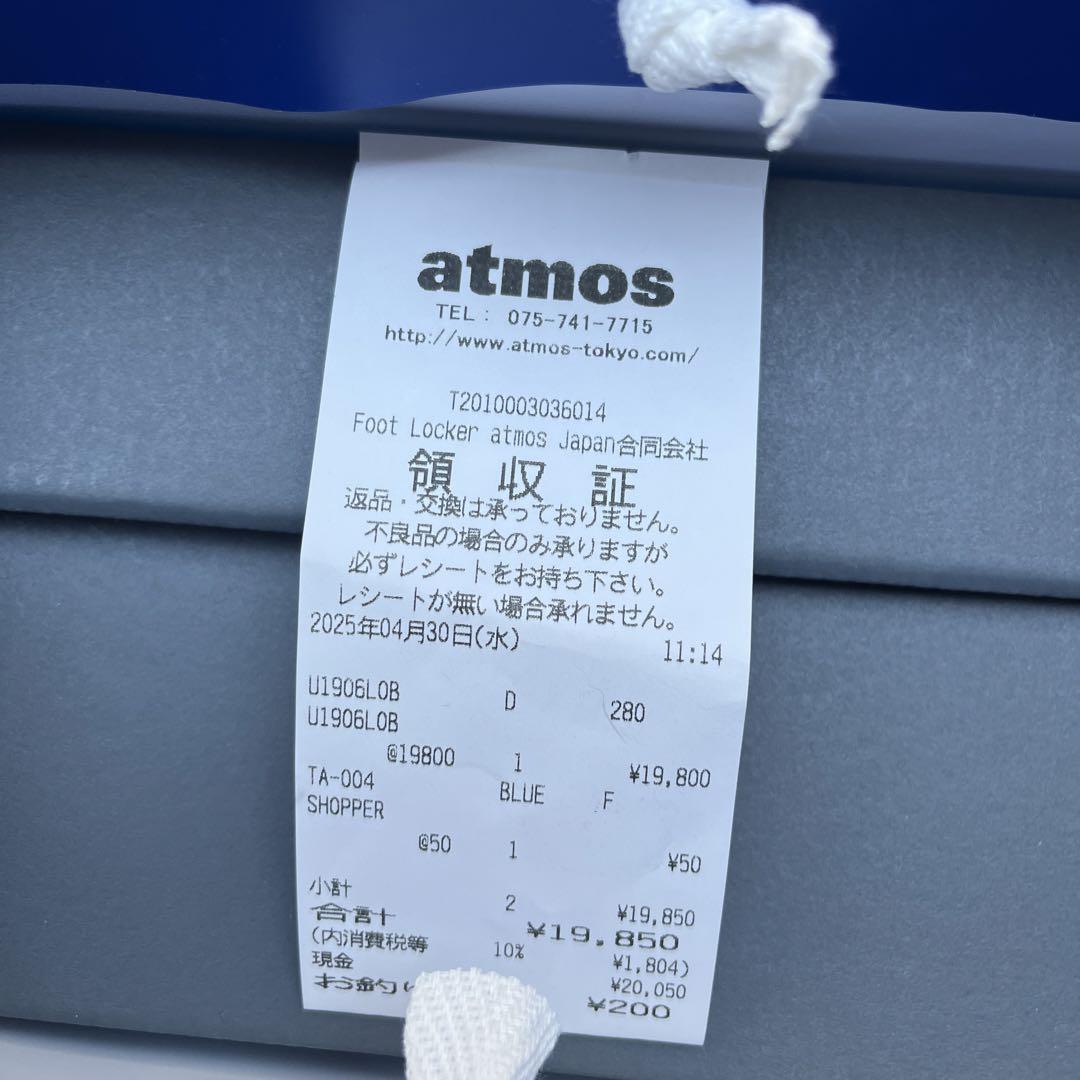 atmos
TEL : 075-741-7715
http://www.atmos-tokyo.com/
T2010003036014
Foot Locker atmos Japan合同会社
領 収 証
返品・交換は承っておりません。
不良品の場合のみ承りますが
必ずレシートをお持ち下さい。
レシートが無い場合承れません。
2025年04月30日(水) 11:14
U1906LOB D 280
U1906LOB
@19800 1 ¥19,800
TA-004 BLUE F
SHOPPER
@50 1 ¥50
小計 2 ¥19,850
合計 ¥19,850
(内消費税等 10% ¥1,804)
現金 ¥20,050
お釣り ¥200